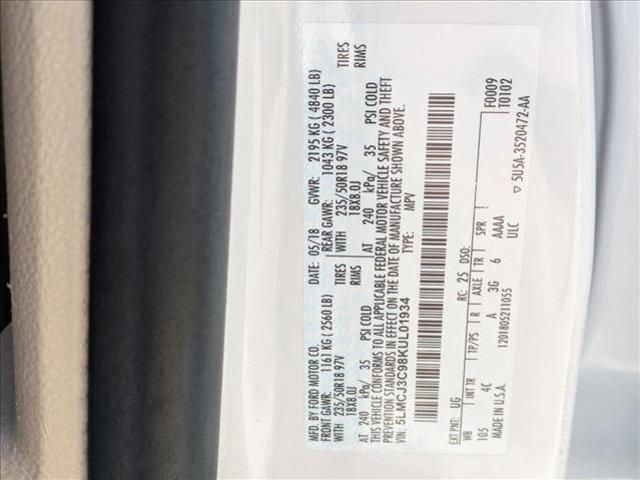 MFD. BY FORD MOTOR CO. DATE: 05/18 GVWR: 2195 KG ( 4840 LB)
FRONT GAWR: 1161 KG ( 2560 LB) REAR GAWR: 1043 KG ( 2300 LB)
WITH 235/50R18 97V TIRES WITH 235/50R18 97V TIRES
18X8.0J RIMS 18X8.0J RIMS
AT 240 kPa/ 35 PSI COLD AT 240 kPa/ 35 PSI COLD
THIS VEHICLE CONFORMS TO ALL APPLICABLE FEDERAL MOTOR VEHICLE SAFETY AND THEFT
PREVENTION STANDARDS IN EFFECT ON THE DATE OF MANUFACTURE SHOWN ABOVE.
VIN: 5LMCJ3C98KUL01934 TYPE: MPV
F0009
T0102
EXT PNT: UG RC: 25 DSO:
WB INT TR TP/PS R AXLE TR SPR
105 4C A 3G 6 AAAA
MADE IN U.S.A. 1201805211055 ULC ▽ 5U5A-3520472-AA